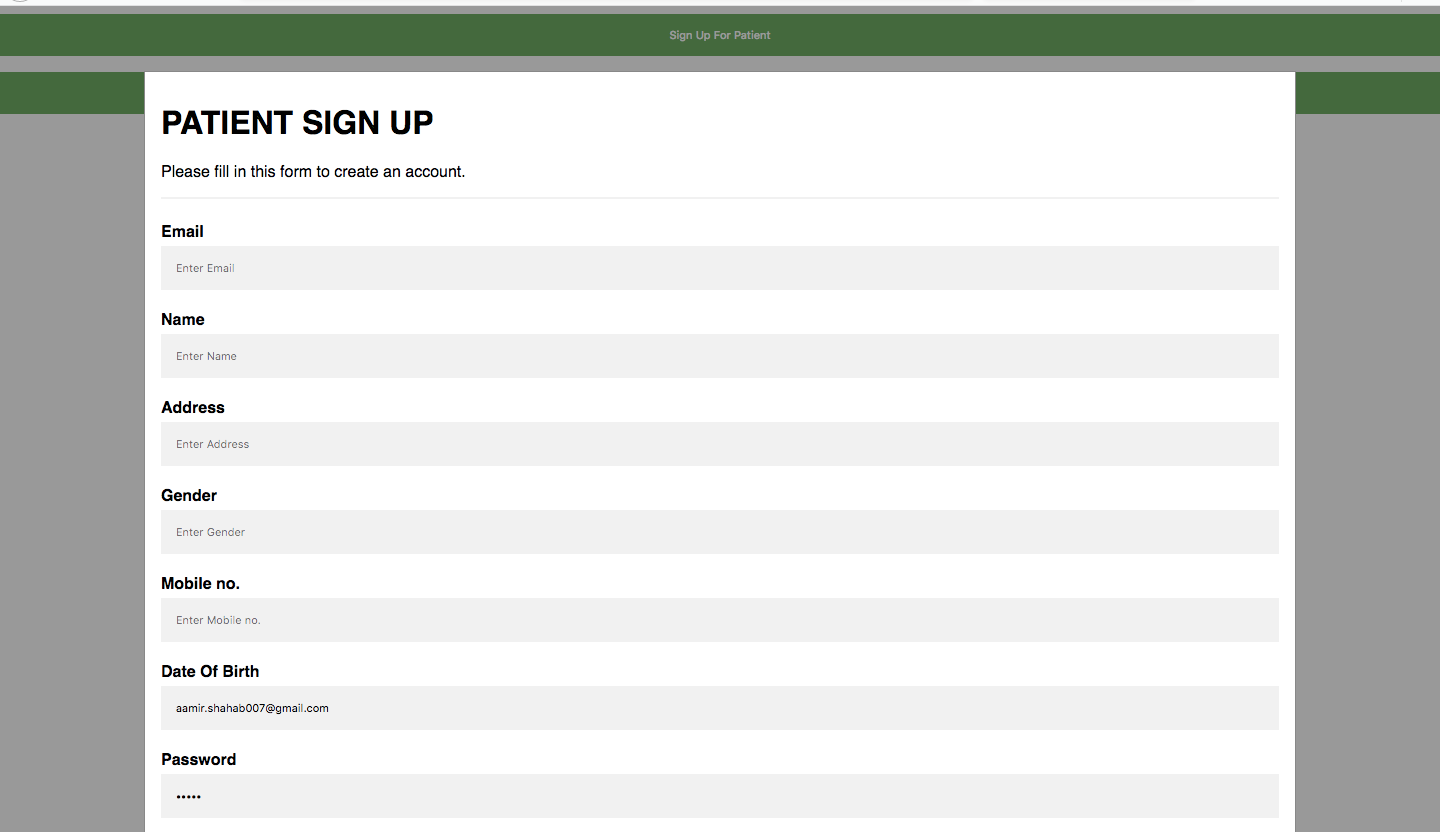 Sign Up For Patient
PATIENT SIGN UP
Please fill in this form to create an account.
Email
Enter Email
Name
Enter Name
Address
Enter Address
Gender
Enter Gender
Mobile no.
Enter Mobile no.
Date Of Birth
aamir.shahab007@gmail.com
Password
•••••